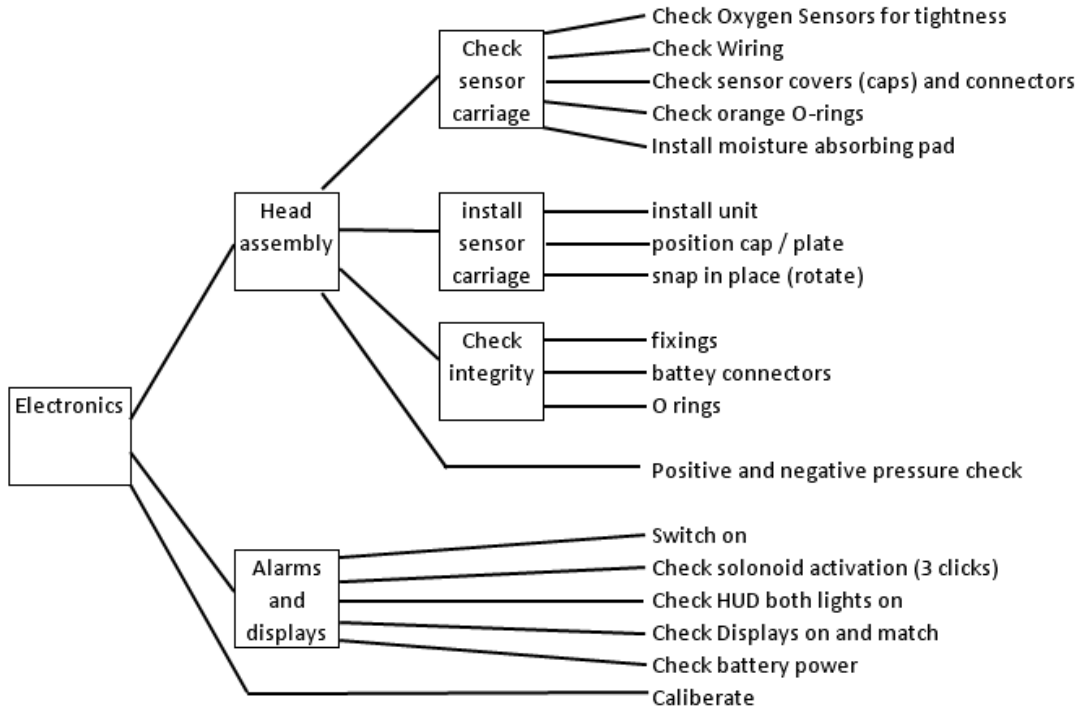 Check
sensor
carriage
Check Oxygen Sensors for tightness
Check Wiring
Check sensor covers (caps) and connectors
Check orange O-rings
Install moisture absorbing pad
Head
assembly
install
sensor
carriage
install unit
position cap / plate
snap in place (rotate)
Check
integrity
fixings
battey connectors
O rings
Electronics
Positive and negative pressure check
Alarms
and
displays
Switch on
Check solonoid activation (3 clicks)
Check HUD both lights on
Check Displays on and match
Check battery power
Caliberate